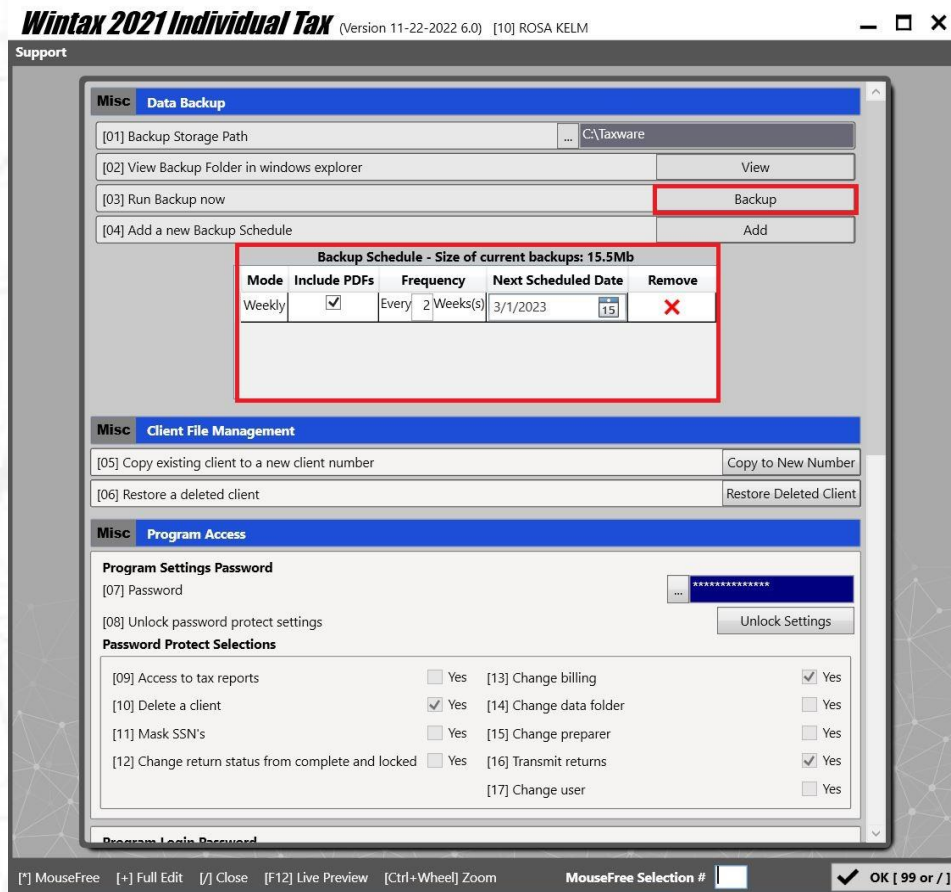 Wintax 2021 Individual Tax (Version 11-22-2022 6.0) [10] ROSA KELM
Support
Misc Data Backup
[01] Backup Storage Path ... C:\Taxware
[02] View Backup Folder in windows explorer View
[03] Run Backup now Backup
[04] Add a new Backup Schedule Add
Backup Schedule - Size of current backups: 15.5Mb
Mode Include PDFs Frequency Next Scheduled Date Remove
Weekly Every 2 Weeks(s) 3/1/2023 15
Misc Client File Management
[05] Copy existing client to a new client number Copy to New Number
[06] Restore a deleted client Restore Deleted Client
Misc Program Access
Program Settings Password
[07] Password ... **************
[08] Unlock password protect settings Unlock Settings
Password Protect Selections
[09] Access to tax reports Yes [13] Change billing Yes
[10] Delete a client Yes [14] Change data folder Yes
[11] Mask SSN's Yes [15] Change preparer Yes
[12] Change return status from complete and locked Yes [16] Transmit returns Yes
[17] Change user Yes
Program Login Password
[*] MouseFree [+] Full Edit [/] Close [F12] Live Preview [Ctrl+Wheel] Zoom MouseFree Selection # OK [ 99 or / ]